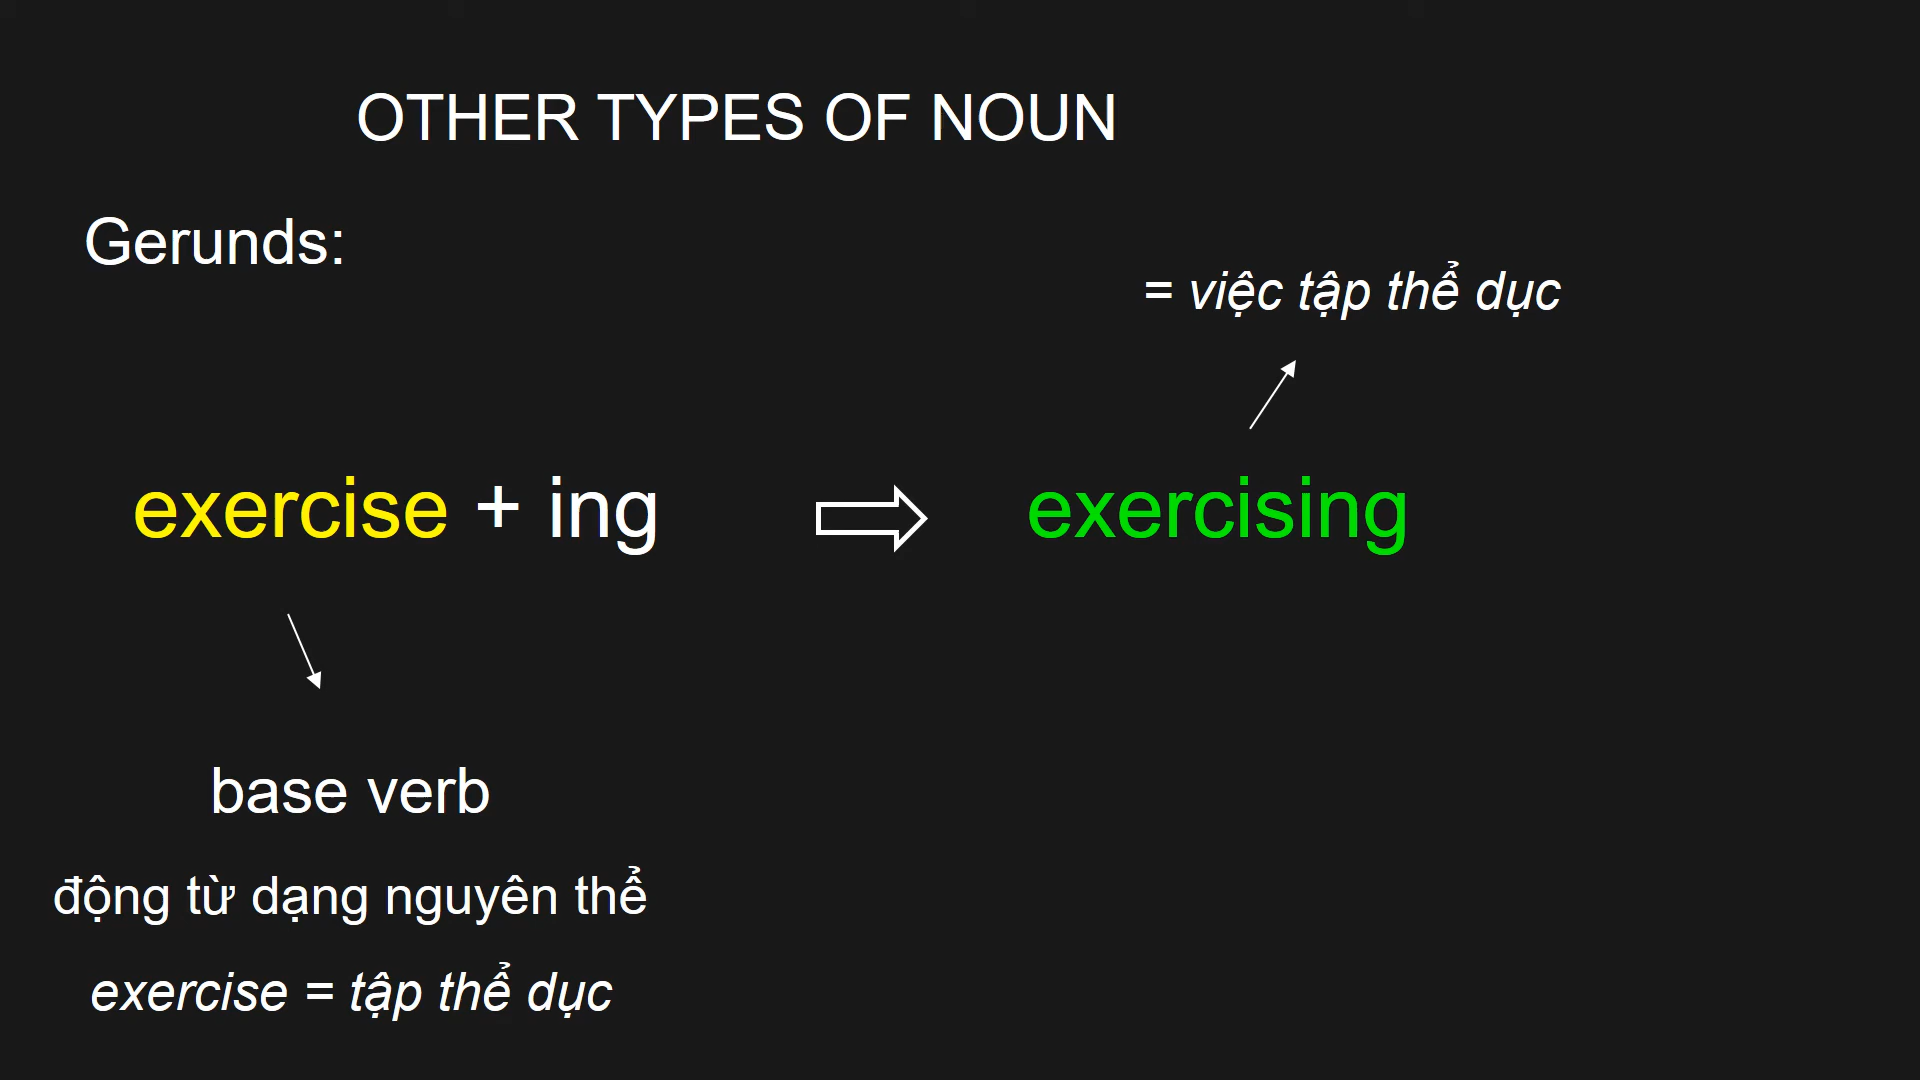 OTHER TYPES OF NOUN
Gerunds:
= việc tập thể dục
exercise + ing
exercising
base verb
động từ dạng nguyên thể
exercise = tập thể dục